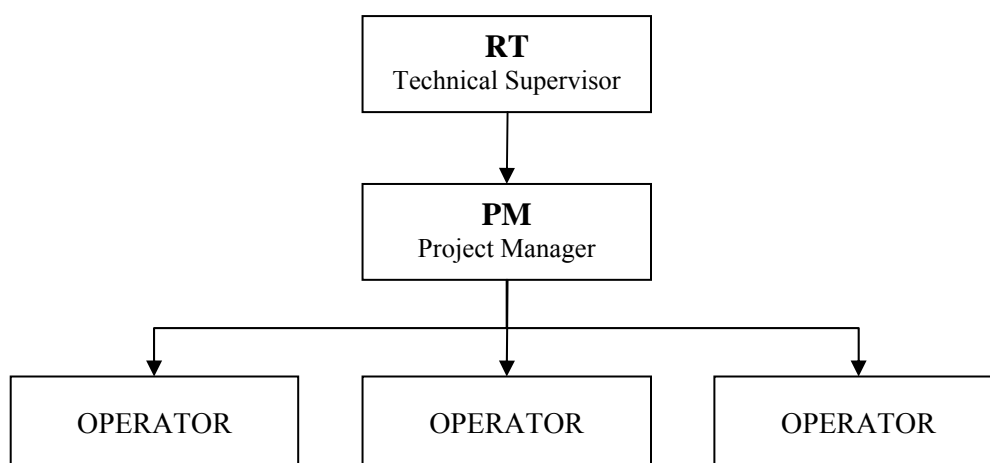 RT
Technical Supervisor
PM
Project Manager
OPERATOR
OPERATOR
OPERATOR